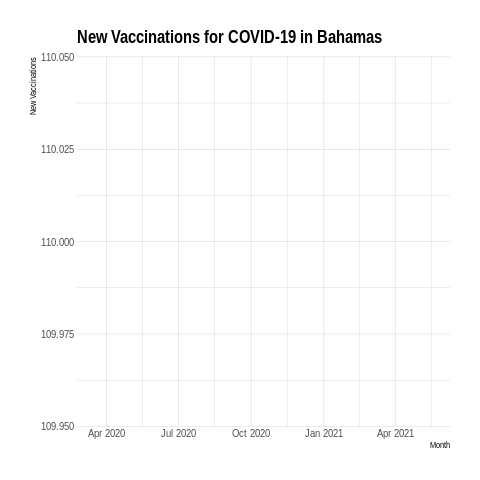 New Vaccinations for COVID-19 in Bahamas
New Vaccinations
110.050
110.025
110.000
109.975
109.950
Apr 2020 Jul 2020 Oct 2020 Jan 2021 Apr 2021
Month